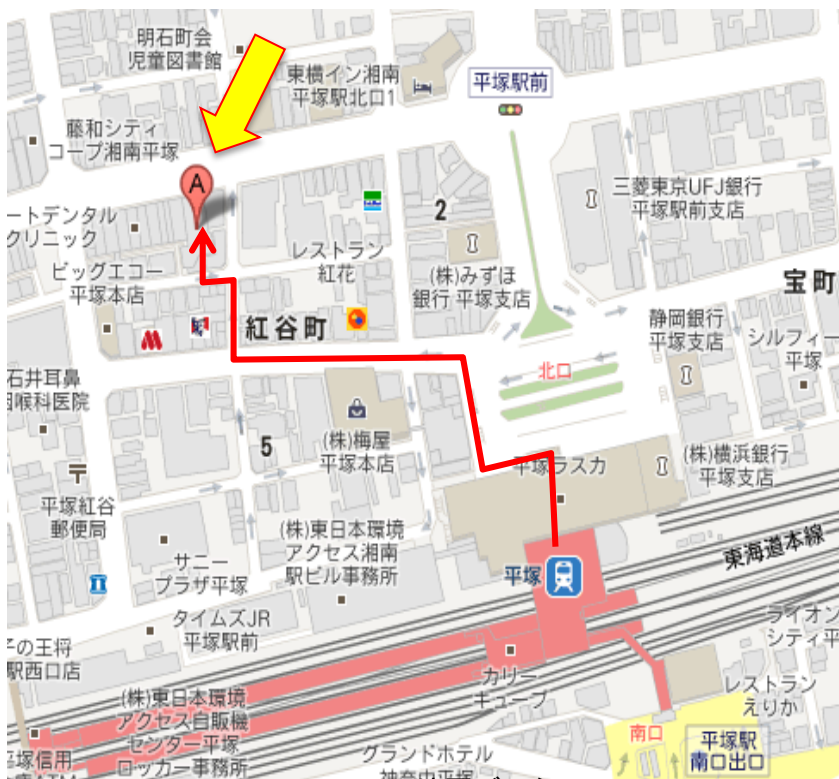 明石町会
児童図書館
東横イン湘南
平塚駅北口1
平塚駅前
藤和シティ
コープ湘南平塚
A
三菱東京UFJ銀行
平塚駅前支店
2
ートデンタル
クリニック
レストラン
紅花
(株)みずほ
銀行 平塚支店
ビッグエコー
平塚本店
宝町
紅谷町
静岡銀行
平塚支店
シルフィー
平塚
北口
石井耳鼻
咽喉科医院
5
(株)梅屋
平塚本店
平塚ラスカ
(株)横浜銀行
平塚支店
平塚紅谷
郵便局
(株)東日本環境
アクセス湘南
駅ビル事務所
サニー
プラザ平塚
東海道本線
平塚
タイムズJR
平塚駅前
ライオン
シティ平
子の王将
駅西口店
カリー
キューブ
レストラン
えりか
(株)東日本環境
アクセス自販機
センター平塚
ロッカー事務所
南口
平塚駅
南口出口
平塚信用
グランドホテル
神奈中平塚